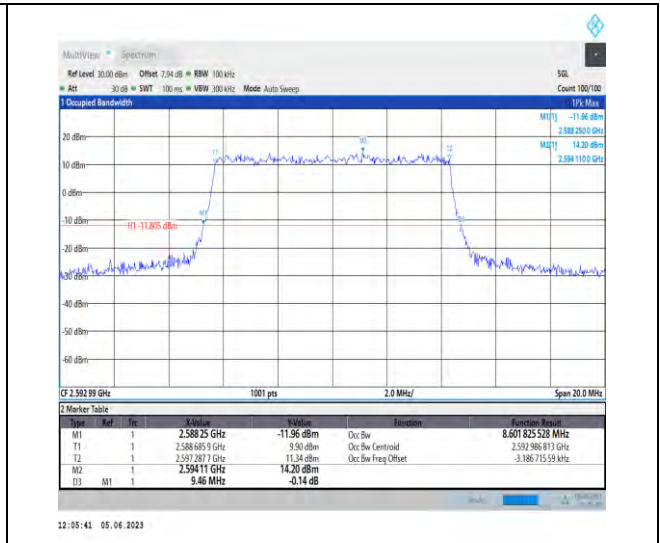 MultiView Spectrum
Ref Level 30.00 dBm Offset 7.94 dB RBW 100 kHz SGL
Att 30 dB SWT 100 ms VBW 300 kHz Mode Auto Sweep Count 100/100
1 Occupied Bandwidth 1Pk Max
M1[1] -11.96 dBm
2.588 2500 GHz
M2[1] 14.20 dBm
2.594 1100 GHz
20 dBm
10 dBm
0 dBm
-10 dBm
-20 dBm
-30 dBm
-40 dBm
-50 dBm
-60 dBm
T1
M2
T2
M1
D3
H1 -11.805 dBm
CF 2.592 99 GHz 1001 pts 2.0 MHz/ Span 20.0 MHz
2 Marker Table
Type Ref Trc X-Value Y-Value Function Function Result
M1 1 2.588 25 GHz -11.96 dBm Occ Bw 8.601 825 528 MHz
T1 1 2.588 685 9 GHz 9.90 dBm Occ Bw Centroid 2.592 986 813 GHz
T2 1 2.597 287 7 GHz 11.34 dBm Occ Bw Freq Offset -3.186 715 59 kHz
M2 1 2.594 11 GHz 14.20 dBm
D3 M1 1 9.46 MHz -0.14 dB
12:05:41 05.06.2023